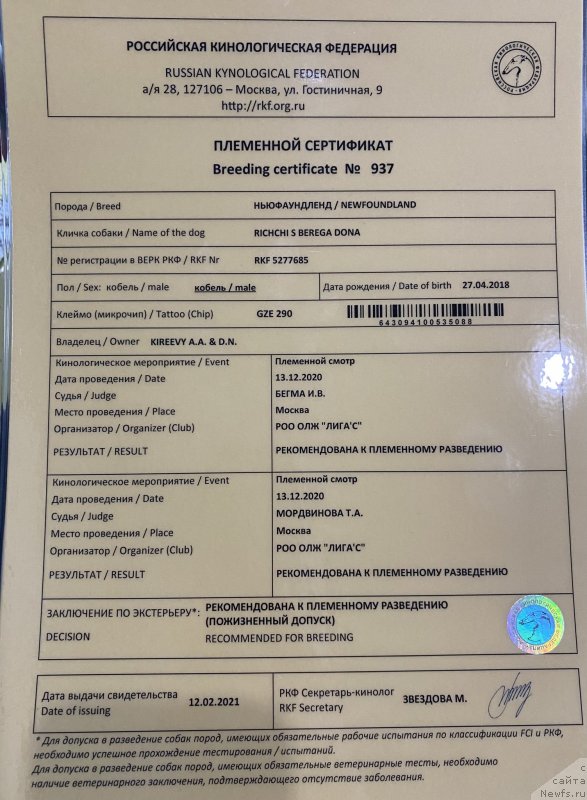 РОССИЙСКАЯ КИНОЛОГИЧЕСКАЯ ФЕДЕРАЦИЯ
RUSSIAN KYNOLOGICAL FEDERATION
а/я 28, 127106 – Москва, ул. Гостиничная, 9
http://rkf.org.ru
ПЛЕМЕННОЙ СЕРТИФИКАТ
Breeding certificate № 937
Порода / Breed НЬЮФАУНДЛЕНД / NEWFOUNDLAND
Кличка собаки / Name of the dog RICHCHI S BEREGA DONA
№ регистрации в ВЕРК РКФ / RKF Nr RKF 5277685
Пол / Sex: кобель / male кобель / male Дата рождения / Date of birth 27.04.2018
Клеймо (микрочип) / Tattoo (Chip) GZE 290
643094100535088
Владелец / Owner KIREEVY A.A. & D.N.
Кинологическое мероприятие / Event Племенной смотр
Дата проведения / Date 13.12.2020
Судья / Judge БЕГМА И.В.
Место проведения / Place Москва
Организатор / Organizer (Club) РОО ОЛЖ "ЛИГА'С"
РЕЗУЛЬТАТ / RESULT РЕКОМЕНДОВАНА К ПЛЕМЕННОМУ РАЗВЕДЕНИЮ
Кинологическое мероприятие / Event Племенной смотр
Дата проведения / Date 13.12.2020
Судья / Judge МОРДВИНОВА Т.А.
Место проведения / Place Москва
Организатор / Organizer (Club) РОО ОЛЖ "ЛИГА'С"
РЕЗУЛЬТАТ / RESULT РЕКОМЕНДОВАНА К ПЛЕМЕННОМУ РАЗВЕДЕНИЮ
ЗАКЛЮЧЕНИЕ ПО ЭКСТЕРЬЕРУ*: РЕКОМЕНДОВАНА К ПЛЕМЕННОМУ РАЗВЕДЕНИЮ
(ПОЖИЗНЕННЫЙ ДОПУСК)
DECISION RECOMMENDED FOR BREEDING
Дата выдачи свидетельства
Date of issuing 12.02.2021
РКФ Секретарь-кинолог
RKF Secretary ЗВЕЗДОВА М.
* Для допуска в разведение собак пород, имеющих обязательные рабочие испытания по классификации FCI и РКФ,
необходимо успешное прохождение тестирования / испытаний.
Для допуска в разведение собак пород, имеющих обязательные ветеринарные тесты, необходимо
наличие ветеринарного заключения, подтверждающего отсутствие заболевания.
с
сайта
Newfs.ru